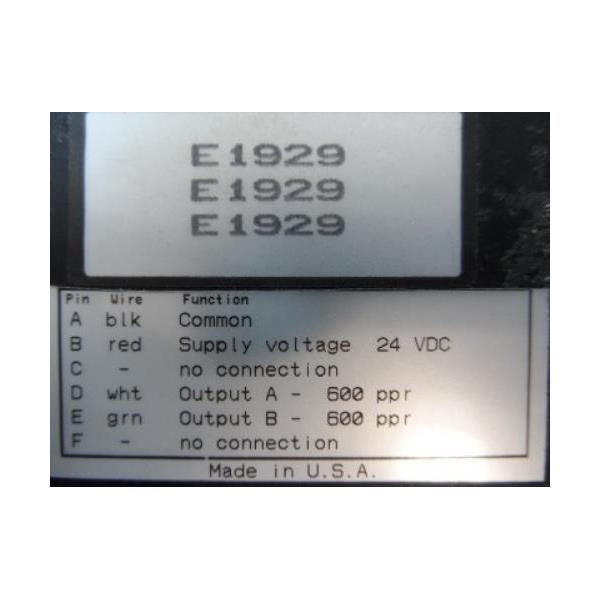 E1929
E1929
E1929
Pin Wire Function
A blk Common
B red Supply voltage 24 VDC
C - no connection
D wht Output A - 600 ppr
E grn Output B - 600 ppr
F - no connection
Made in U.S.A.